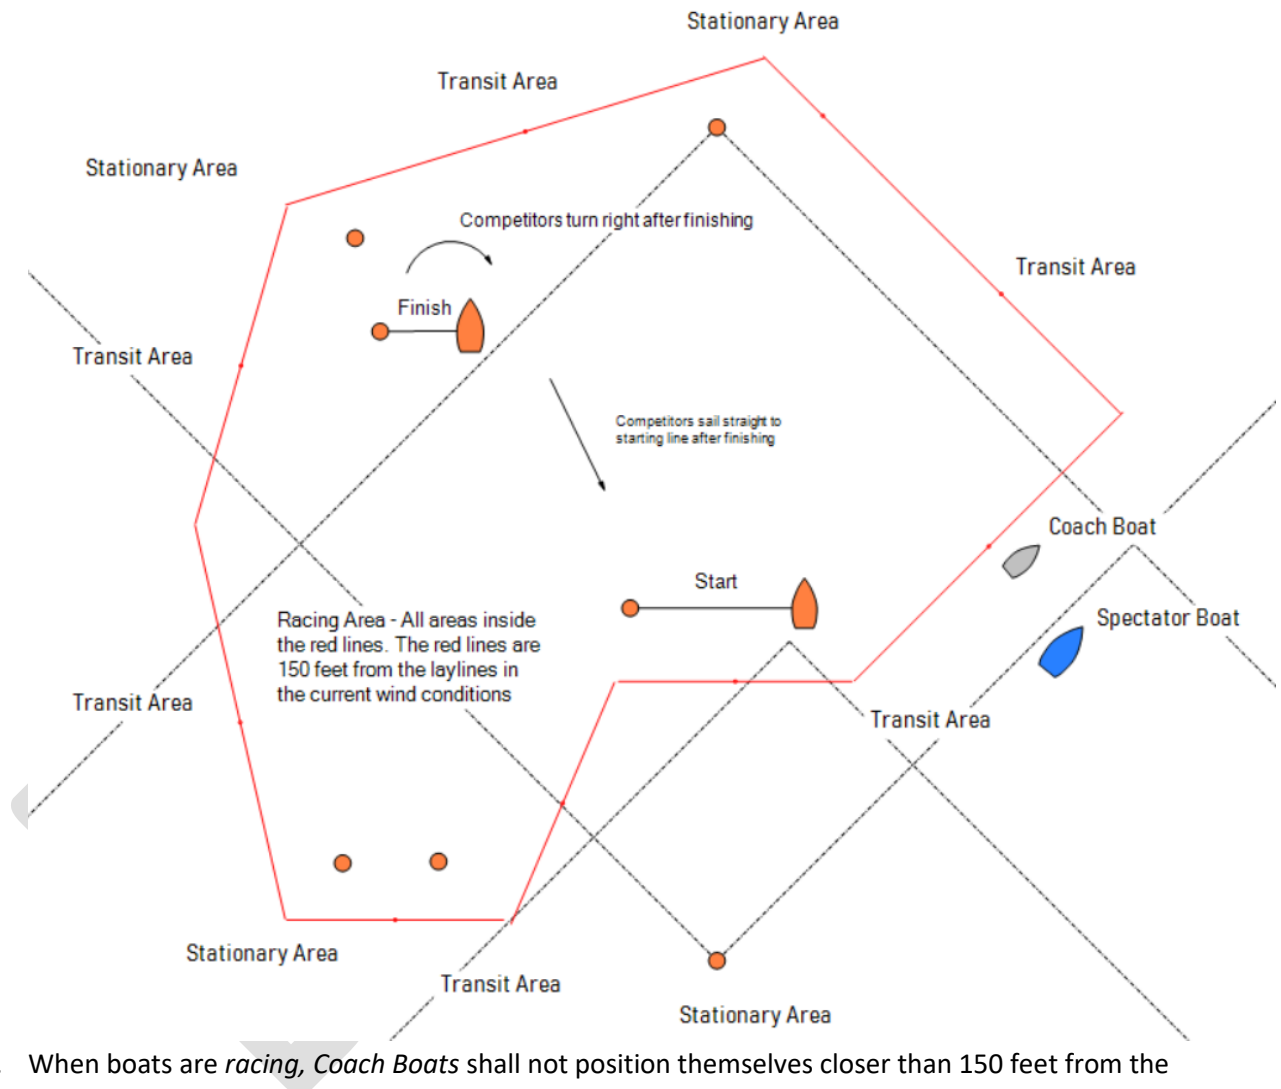 Stationary Area
Transit Area
Stationary Area
Competitors turn right after finishing
Transit Area
Finish
Transit Area
Competitors sail straight to
starting line after finishing
Coach Boat
Start
Racing Area - All areas inside
the red lines. The red lines are
150 feet from the laylines in
the current wind conditions
Spectator Boat
Transit Area
Transit Area
Stationary Area
Transit Area
Stationary Area
When boats are racing, Coach Boats shall not position themselves closer than 150 feet from the